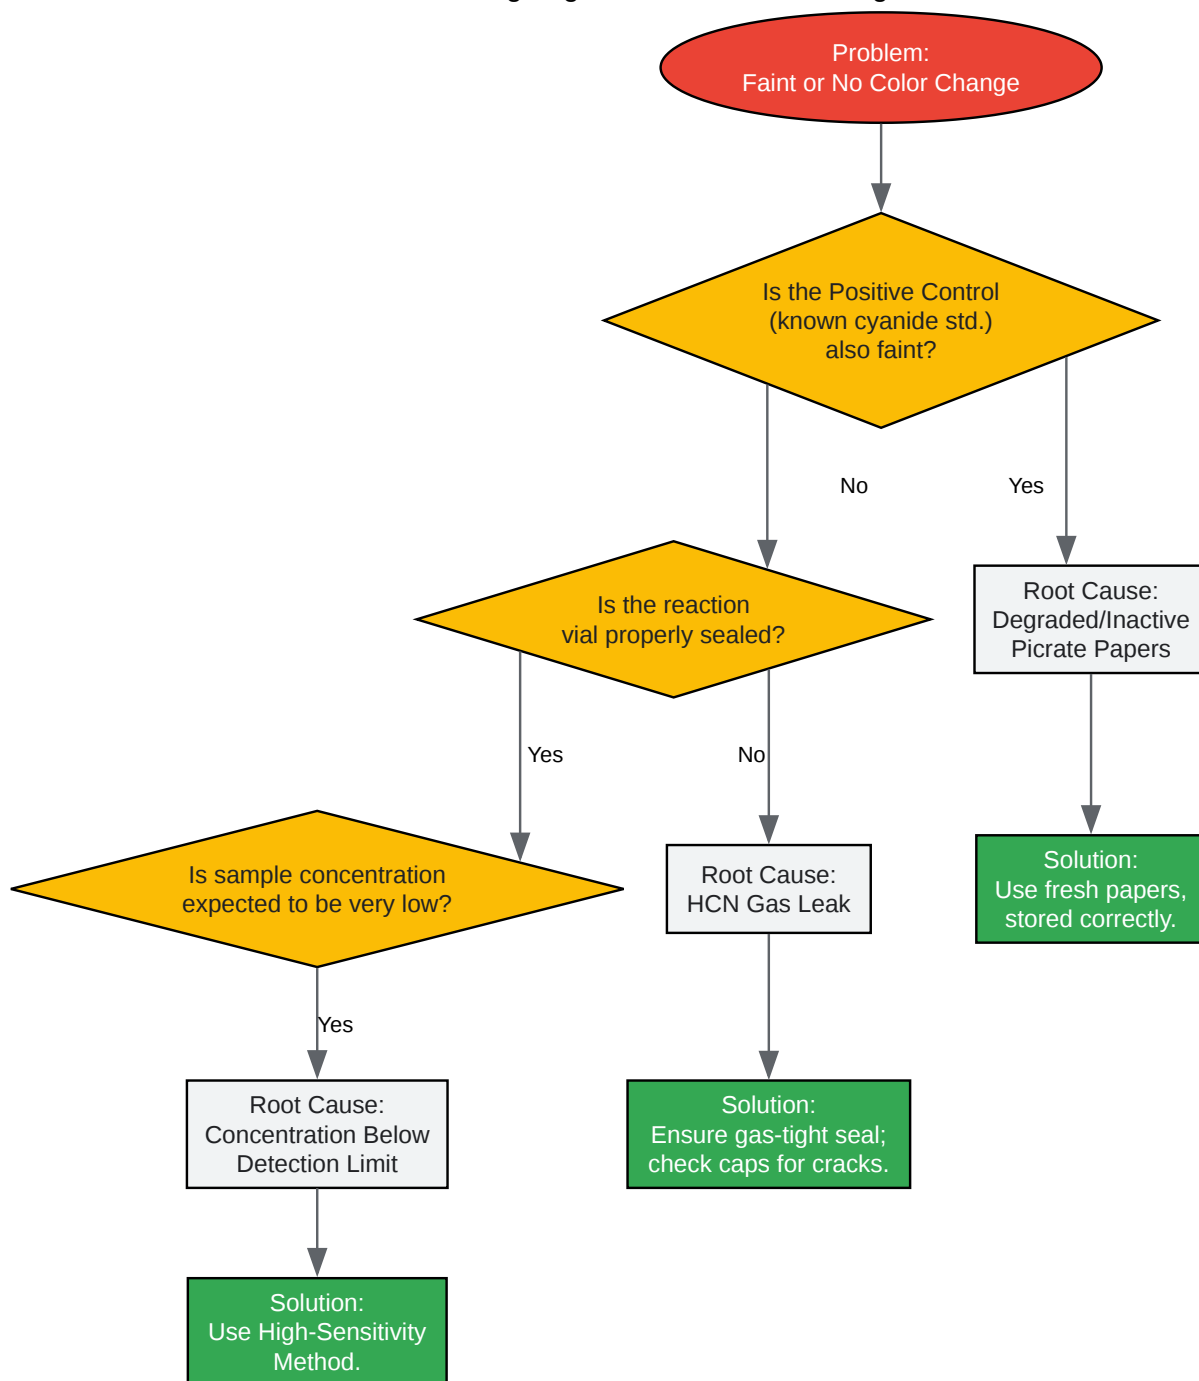 Problem:
Faint or No Color Change
Is the Positive Control
(known cyanide std.)
also faint?
No
Yes
Is the reaction
vial properly sealed?
Root Cause:
Degraded/Inactive
Picrate Papers
Yes
No
Is sample concentration
expected to be very low?
Root Cause:
HCN Gas Leak
Solution:
Use fresh papers,
stored correctly.
Yes
Root Cause:
Concentration Below
Detection Limit
Solution:
Ensure gas-tight seal;
check caps for cracks.
Solution:
Use High-Sensitivity
Method.